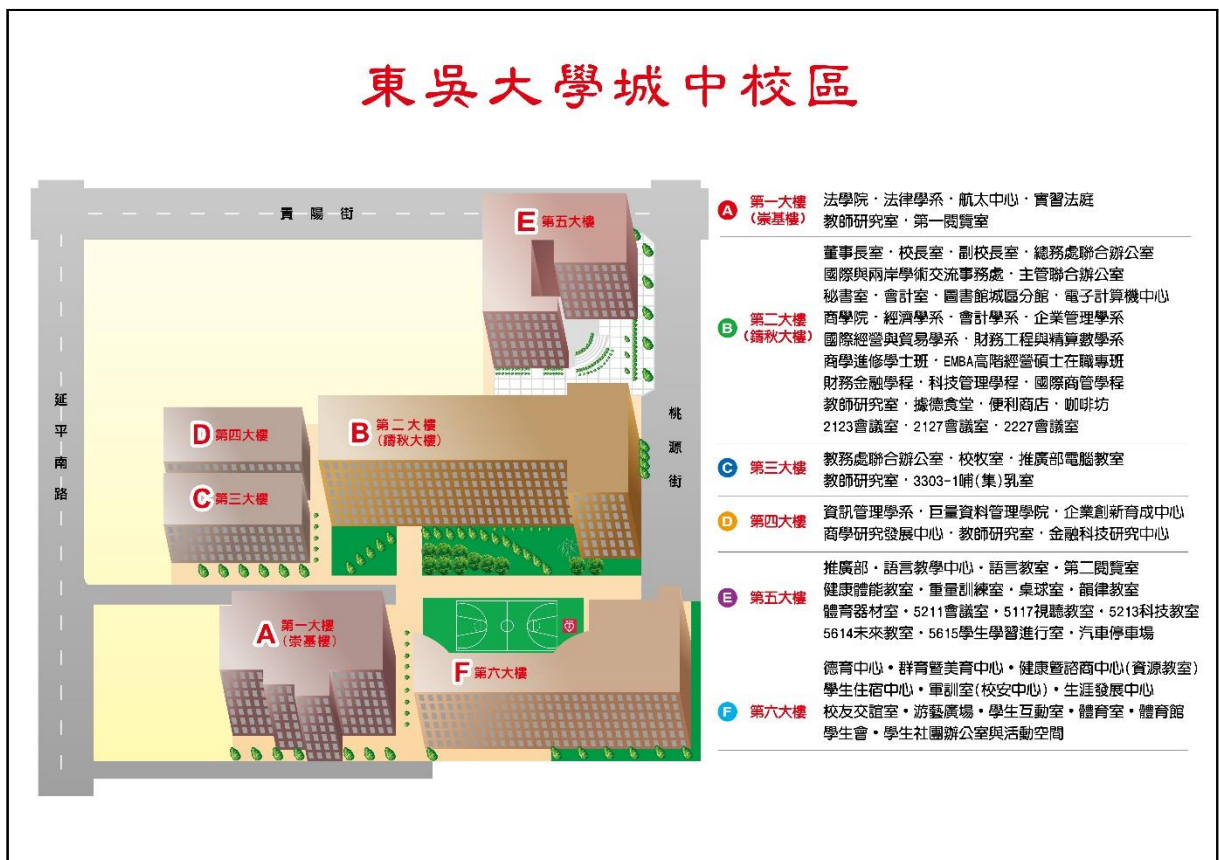 東吳大學城中校區
貴陽街
延平南路
桃源街
E 第五大樓
D 第四大樓
C 第三大樓
B 第二大樓
(鑄秋大樓)
A 第一大樓
(崇基樓)
F 第六大樓
A 第一大樓
(崇基樓)
法學院．法律學系．航太中心．實習法庭
教師研究室．第一閱覽室
B 第二大樓
(鑄秋大樓)
董事長室．校長室．副校長室．總務處聯合辦公室
國際與兩岸學術交流事務處．主管聯合辦公室
秘書室．會計室．圖書館城區分館．電子計算機中心
商學院．經濟學系．會計學系．企業管理學系
國際經營與貿易學系．財務工程與精算數學系
商學進修學士班．EMBA高階經營碩士在職專班
財務金融學程．科技管理學程．國際商管學程
教師研究室．據德食堂．便利商店．咖啡坊
2123會議室．2127會議室．2227會議室
C 第三大樓
教務處聯合辦公室．校牧室．推廣部電腦教室
教師研究室．3303-1哺(集)乳室
D 第四大樓
資訊管理學系．巨量資料管理學院．企業創新育成中心
商學研究發展中心．教師研究室．金融科技研究中心
E 第五大樓
推廣部．語言教學中心．語言教室．第二閱覽室
健康體能教室．重量訓練室．桌球室．韻律教室
體育器材室．5211會議室．5117視聽教室．5213科技教室
5614未來教室．5615學生學習進行室．汽車停車場
F 第六大樓
德育中心．群育暨美育中心．健康暨諮商中心(資源教室)
學生住宿中心．軍訓室(校安中心)．生涯發展中心
校友交誼室．游藝廣場．學生互動室．體育室．體育館
學生會．學生社團辦公室與活動空間